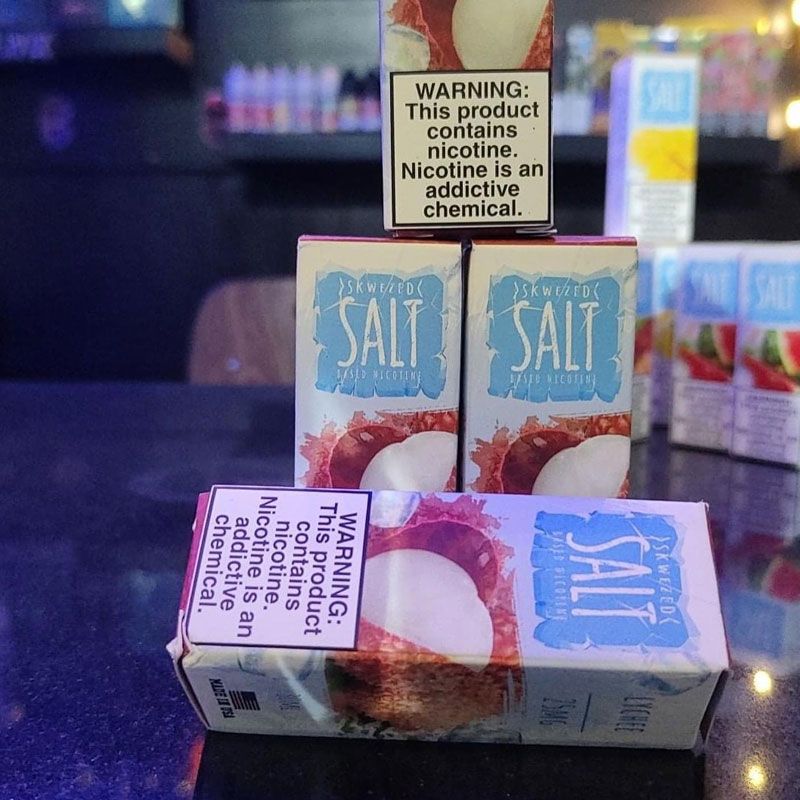 WARNING:
This product
contains
nicotine.
Nicotine is an
addictive
chemical.
SKWEZED
SALT
BASED NICOTINE
SKWEZED
SALT
BASED NICOTINE
SALT
SALT
SALT
WARNING:
This product
contains
nicotine.
Nicotine is an
addictive
chemical.
SKWEZED
SALT
BASED NICOTINE
MADE IN USA
LYCHEE
25MG